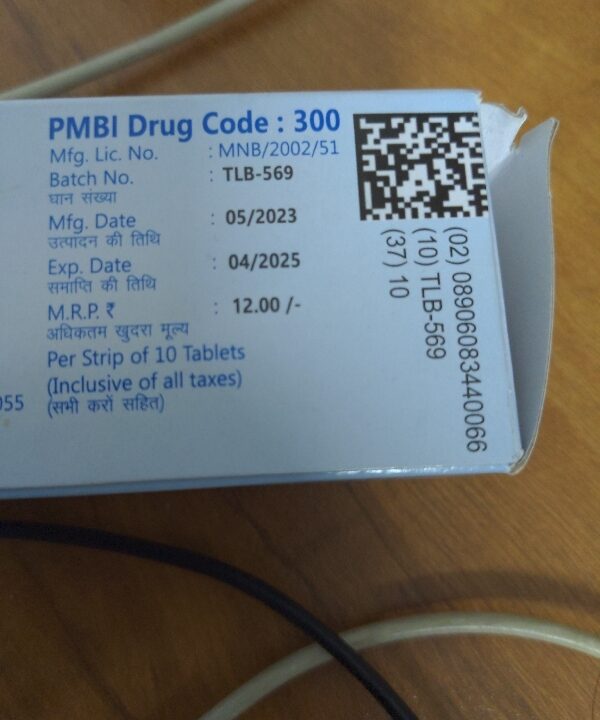 PMBI Drug Code : 300
Mfg. Lic. No. : MNB/2002/51
Batch No. : TLB-569
घान संख्या
Mfg. Date : 05/2023
उत्पादन की तिथि
Exp. Date : 04/2025
समाप्ति की तिथि
M.R.P. ₹ : 12.00 /-
अधिकतम खुदरा मूल्य
Per Strip of 10 Tablets
(Inclusive of all taxes)
(सभी करों सहित)
055
(02) 08906083440066
(10) TLB-569
(37) 10